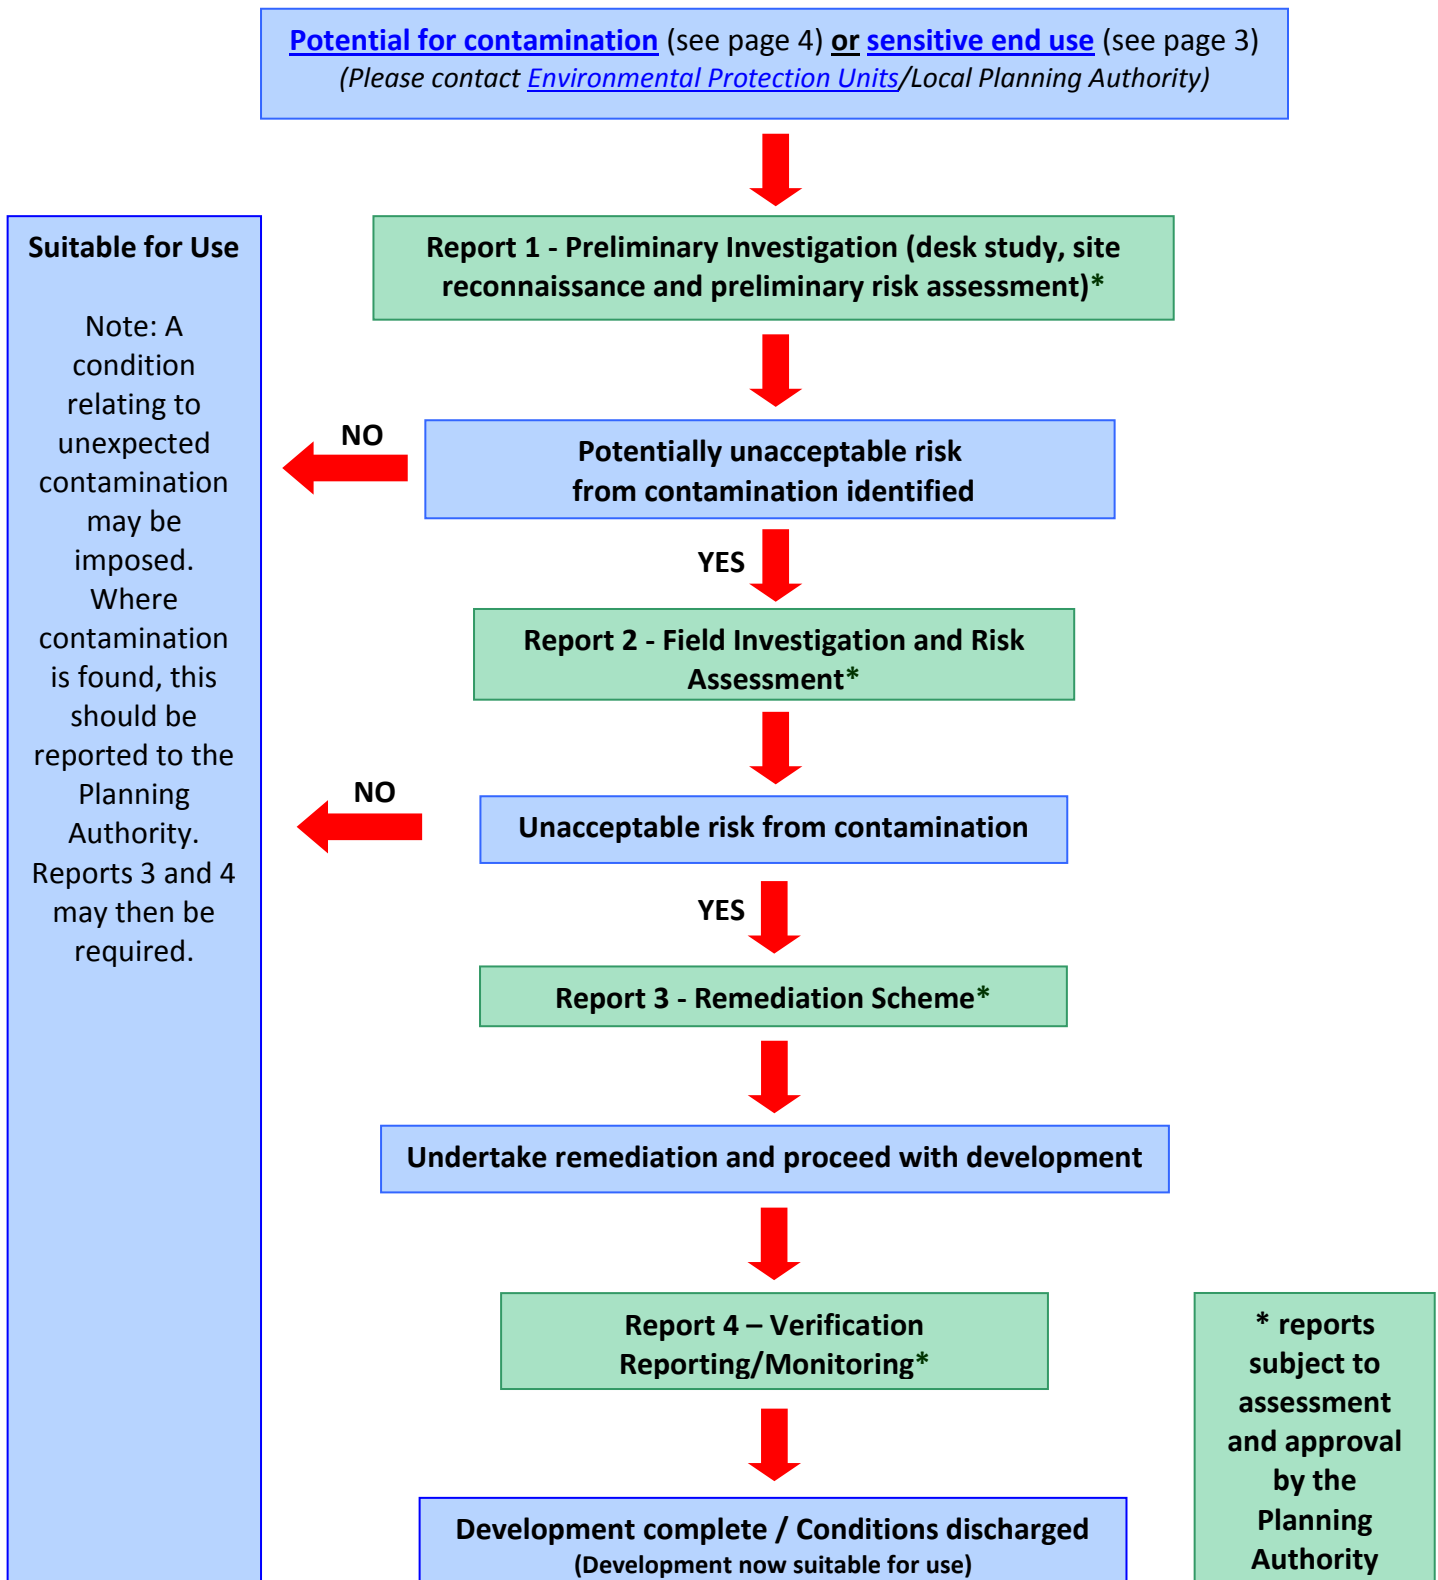 Potential for contamination (see page 4) or sensitive end use (see page 3)
(Please contact Environmental Protection Units/Local Planning Authority)
Suitable for Use
Note: A
condition
relating to
unexpected
contamination
may be
imposed.
Where
contamination
is found, this
should be
reported to the
Planning
Authority.
Reports 3 and 4
may then be
required.
Report 1 - Preliminary Investigation (desk study, site
reconnaissance and preliminary risk assessment)*
NO
Potentially unacceptable risk
from contamination identified
YES
Report 2 - Field Investigation and Risk
Assessment*
NO
Unacceptable risk from contamination
YES
Report 3 - Remediation Scheme*
Undertake remediation and proceed with development
Report 4 – Verification
Reporting/Monitoring*
Development complete / Conditions discharged
(Development now suitable for use)
* reports
subject to
assessment
and approval
by the
Planning
Authority